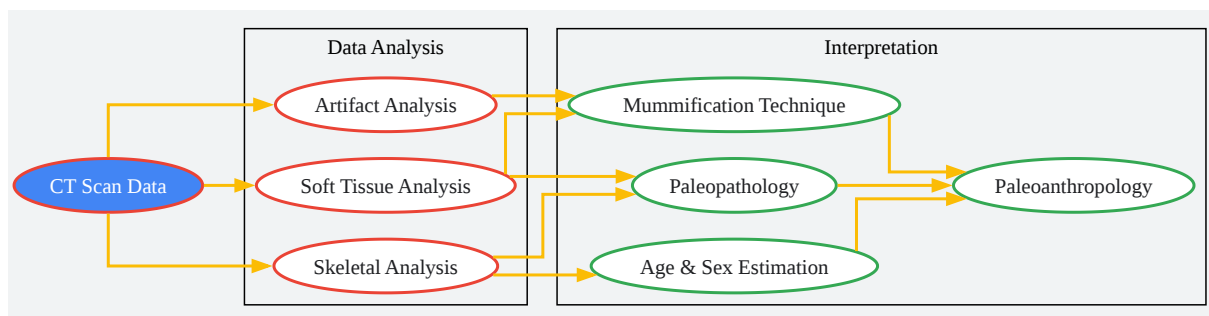 Data Analysis
Interpretation
Artifact Analysis
Mummification Technique
CT Scan Data
Soft Tissue Analysis
Paleopathology
Paleoanthropology
Skeletal Analysis
Age & Sex Estimation